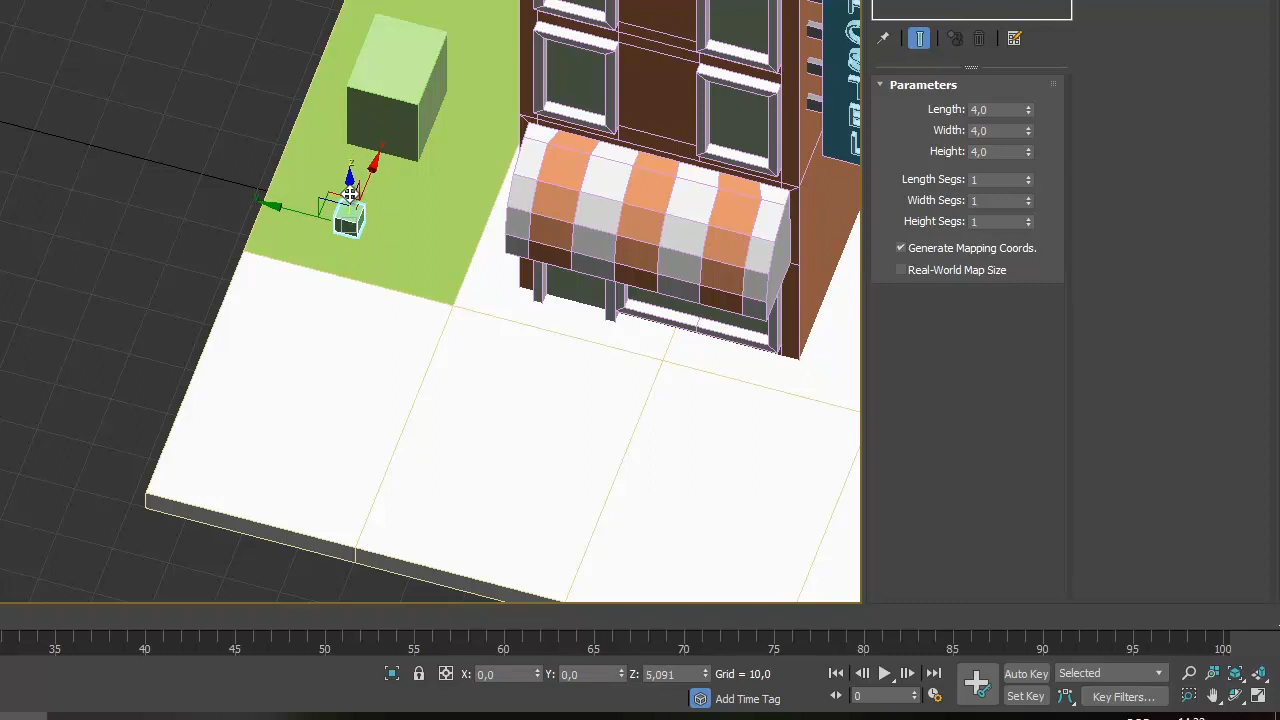 HOSTEL
z
Parameters
Length: 4,0
Width: 4,0
Height: 4,0
Length Segs: 1
Width Segs: 1
Height Segs: 1
Generate Mapping Coords.
Real-World Map Size
35 40 45 50 55 60 65 70 75 80 85 90 95 100
X: 0,0 Y: 0,0 Z: 5,091 Grid = 10,0 Auto Key Selected
0 Add Time Tag Set Key Key Filters...